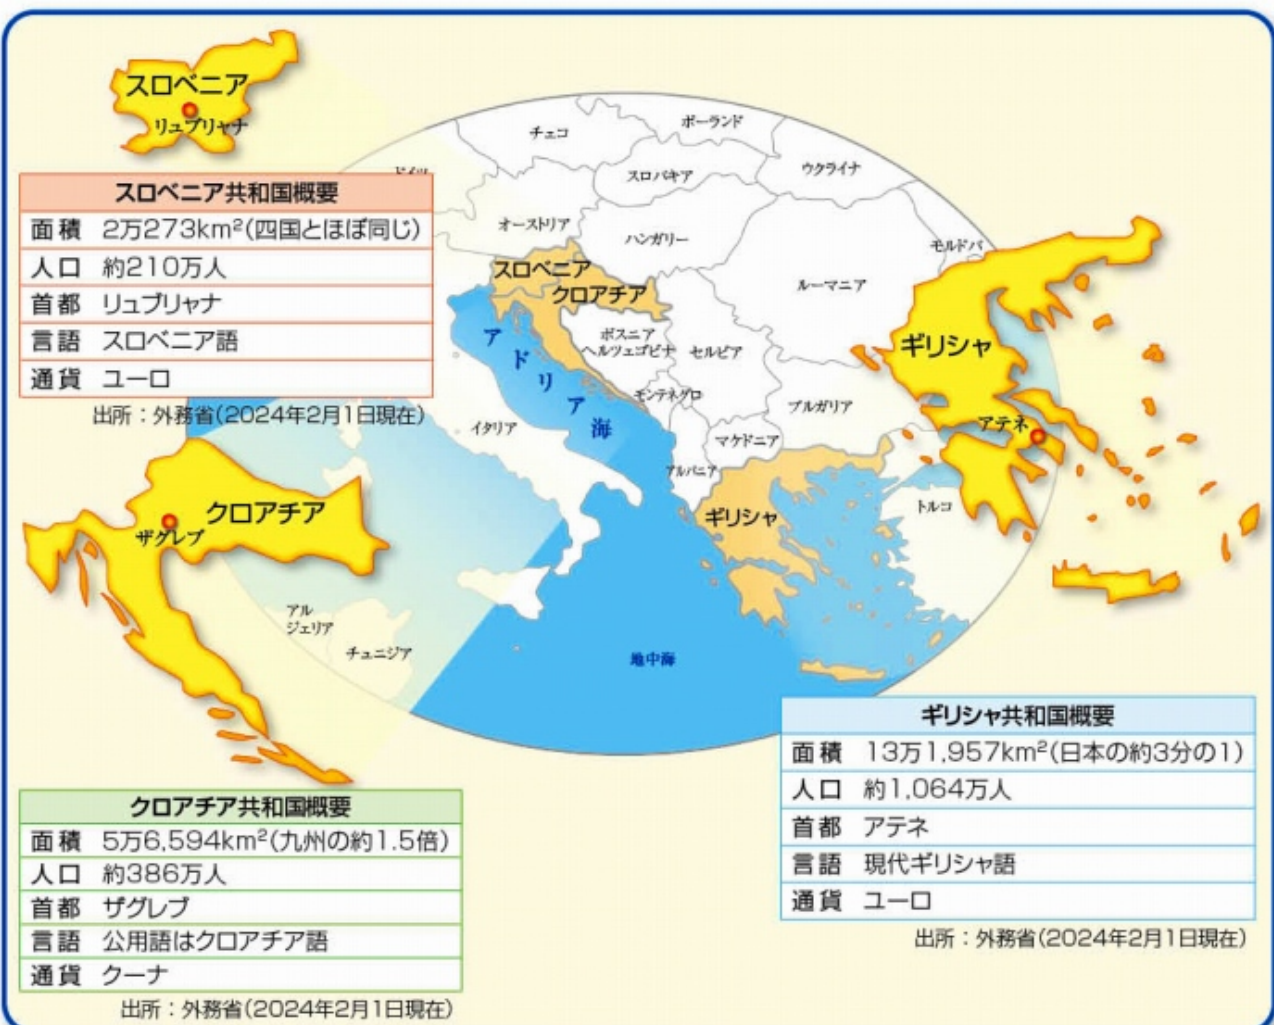 スロベニア
リュブリャナ
スロベニア共和国概要
面積 2万273km²(四国とほぼ同じ)
人口 約210万人
首都 リュブリャナ
言語 スロベニア語
通貨 ユーロ
出所：外務省(2024年2月1日現在)
チェコ
ポーランド
スロバキア
ウクライナ
オーストリア
ハンガリー
モルドバ
ルーマニア
スロベニア
クロアチア
ボスニア
ヘルツェゴビナ
セルビア
モンテネグロ
ブルガリア
マケドニア
アルバニア
イタリア
アドリア海
ギリシャ
トルコ
地中海
アル
ジェリア
チュニジア
ギリシャ
アテネ
クロアチア
ザグレブ
クロアチア共和国概要
面積 5万6,594km²(九州の約1.5倍)
人口 約386万人
首都 ザグレブ
言語 公用語はクロアチア語
通貨 クーナ
出所：外務省(2024年2月1日現在)
ギリシャ共和国概要
面積 13万1,957km²(日本の約3分の1)
人口 約1,064万人
首都 アテネ
言語 現代ギリシャ語
通貨 ユーロ
出所：外務省(2024年2月1日現在)